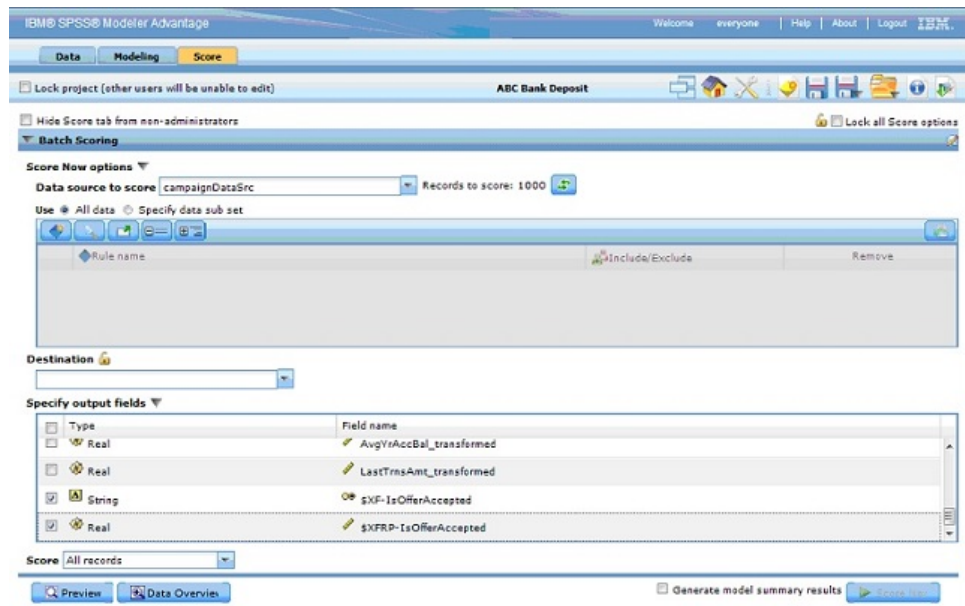 IBM® SPSS® Modeler Advantage
Welcome everyone | Help | About | Logout IBM.
Data Modeling Score
Lock project (other users will be unable to edit) ABC Bank Deposit
Hide Score tab from non-administrators Lock all Score options
Batch Scoring
Score Now options
Data source to score campaignDataSrc Records to score: 1000
Use All data Specify data sub set
Rule name Include/Exclude Remove
Destination
Specify output fields
Type Field name
Real AvgYrAccBal_transformed
Real LastTrnsAmt_transformed
String $XF-IsOfferAccepted
Real $XFRP-IsOfferAccepted
Score All records
Preview Data Overview Generate model summary results Score Now